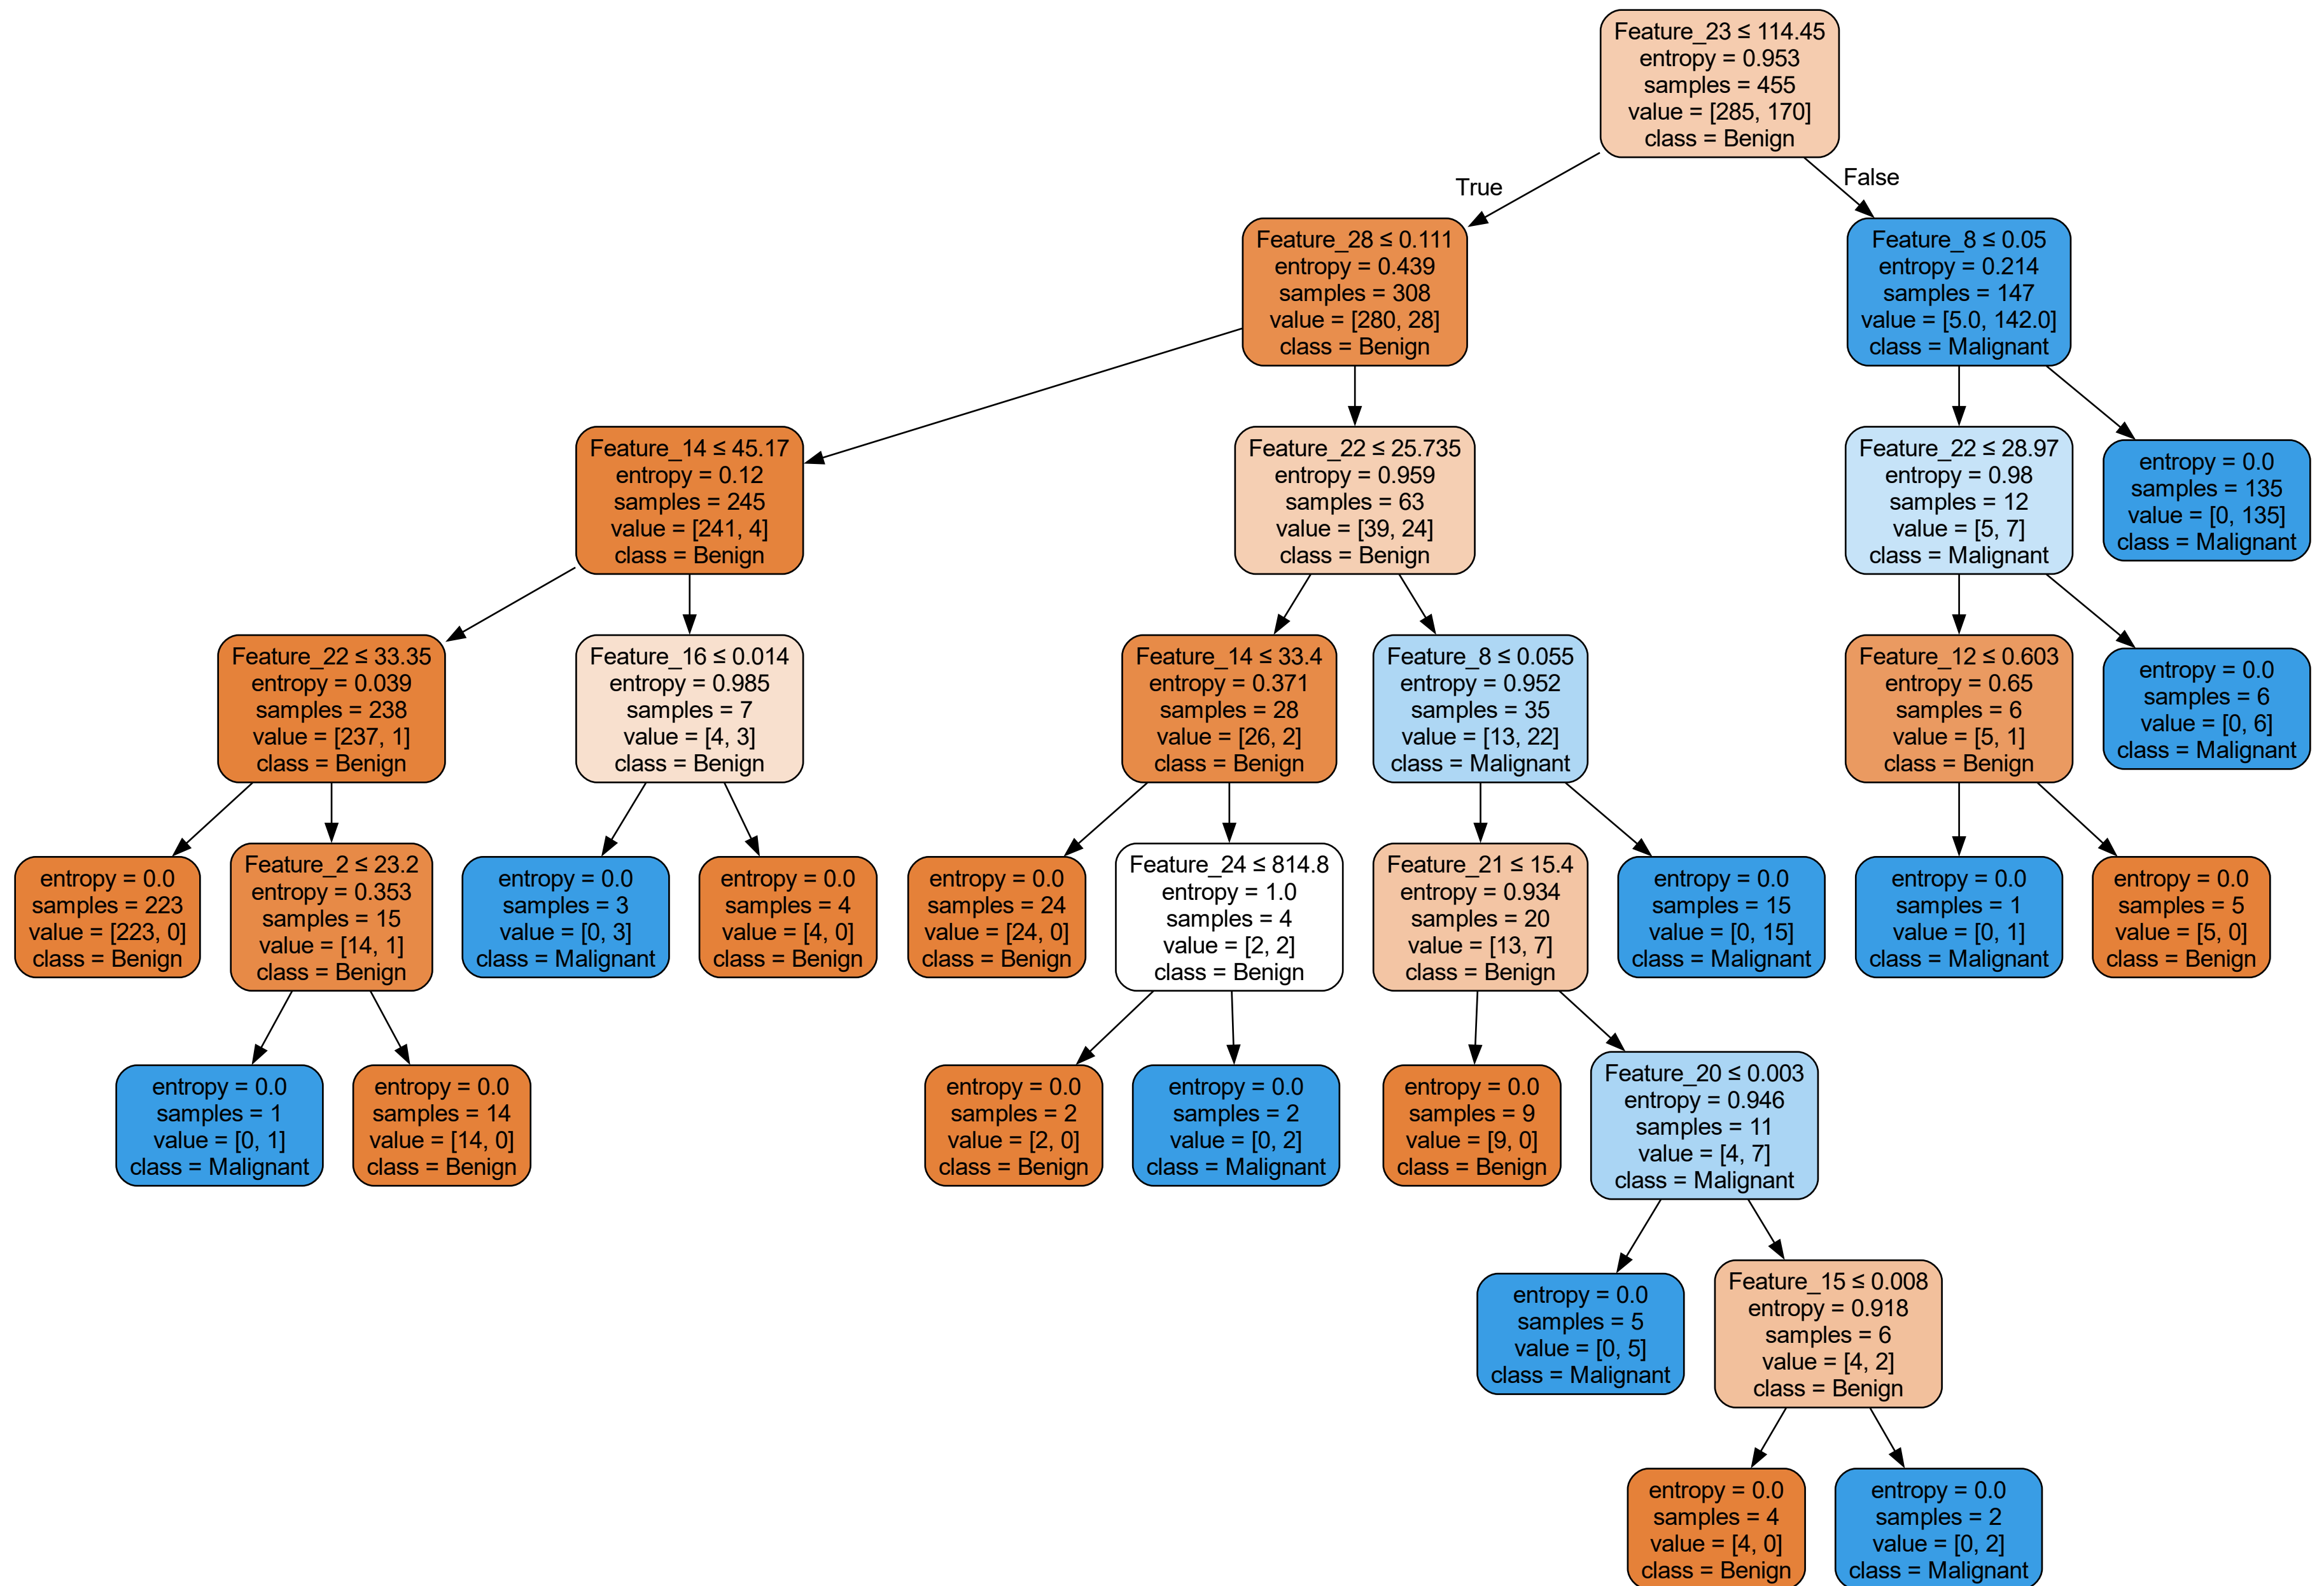 Feature_23 ≤ 114.45
entropy = 0.953
samples = 455
value = [285, 170]
class = Benign
True
False
Feature_28 ≤ 0.111
entropy = 0.439
samples = 308
value = [280, 28]
class = Benign
Feature_8 ≤ 0.05
entropy = 0.214
samples = 147
value = [5.0, 142.0]
class = Malignant
Feature_14 ≤ 45.17
entropy = 0.12
samples = 245
value = [241, 4]
class = Benign
Feature_22 ≤ 25.735
entropy = 0.959
samples = 63
value = [39, 24]
class = Benign
Feature_22 ≤ 28.97
entropy = 0.98
samples = 12
value = [5, 7]
class = Malignant
entropy = 0.0
samples = 135
value = [0, 135]
class = Malignant
Feature_22 ≤ 33.35
entropy = 0.039
samples = 238
value = [237, 1]
class = Benign
Feature_16 ≤ 0.014
entropy = 0.985
samples = 7
value = [4, 3]
class = Benign
Feature_14 ≤ 33.4
entropy = 0.371
samples = 28
value = [26, 2]
class = Benign
Feature_8 ≤ 0.055
entropy = 0.952
samples = 35
value = [13, 22]
class = Malignant
Feature_12 ≤ 0.603
entropy = 0.65
samples = 6
value = [5, 1]
class = Benign
entropy = 0.0
samples = 6
value = [0, 6]
class = Malignant
entropy = 0.0
samples = 223
value = [223, 0]
class = Benign
Feature_2 ≤ 23.2
entropy = 0.353
samples = 15
value = [14, 1]
class = Benign
entropy = 0.0
samples = 3
value = [0, 3]
class = Malignant
entropy = 0.0
samples = 4
value = [4, 0]
class = Benign
entropy = 0.0
samples = 24
value = [24, 0]
class = Benign
Feature_24 ≤ 814.8
entropy = 1.0
samples = 4
value = [2, 2]
class = Benign
Feature_21 ≤ 15.4
entropy = 0.934
samples = 20
value = [13, 7]
class = Benign
entropy = 0.0
samples = 15
value = [0, 15]
class = Malignant
entropy = 0.0
samples = 1
value = [0, 1]
class = Malignant
entropy = 0.0
samples = 5
value = [5, 0]
class = Benign
entropy = 0.0
samples = 1
value = [0, 1]
class = Malignant
entropy = 0.0
samples = 14
value = [14, 0]
class = Benign
entropy = 0.0
samples = 2
value = [2, 0]
class = Benign
entropy = 0.0
samples = 2
value = [0, 2]
class = Malignant
entropy = 0.0
samples = 9
value = [9, 0]
class = Benign
Feature_20 ≤ 0.003
entropy = 0.946
samples = 11
value = [4, 7]
class = Malignant
entropy = 0.0
samples = 5
value = [0, 5]
class = Malignant
Feature_15 ≤ 0.008
entropy = 0.918
samples = 6
value = [4, 2]
class = Benign
entropy = 0.0
samples = 4
value = [4, 0]
class = Benign
entropy = 0.0
samples = 2
value = [0, 2]
class = Malignant